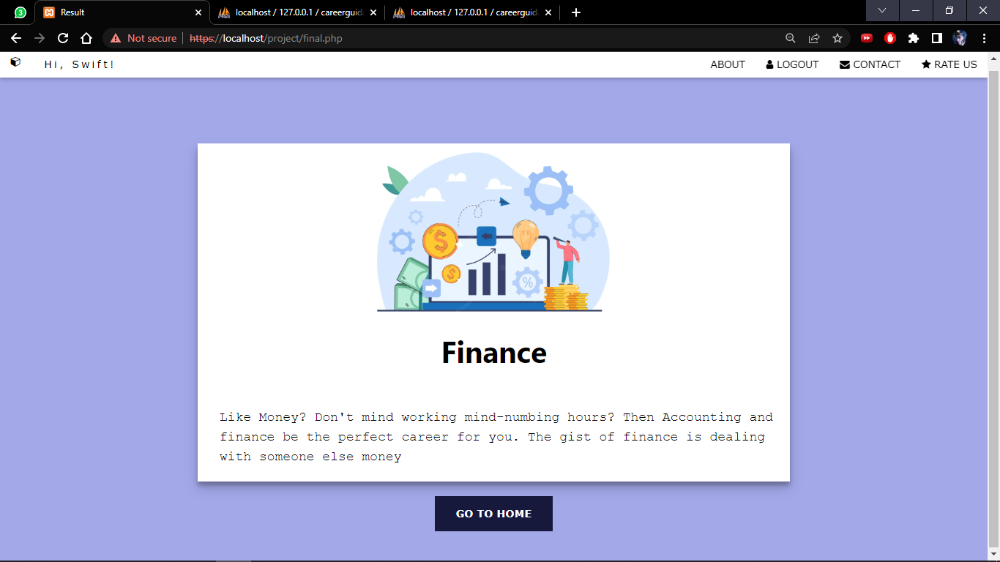 3
Result
localhost / 127.0.0.1 / careerguid
localhost / 127.0.0.1 / careerguid
Not secure
https://localhost/project/final.php
Hi, Swift!
ABOUT
LOGOUT
CONTACT
RATE US
$
$
%
Finance
Like Money? Don't mind working mind-numbing hours? Then Accounting and
finance be the perfect career for you. The gist of finance is dealing
with someone else money
GO TO HOME